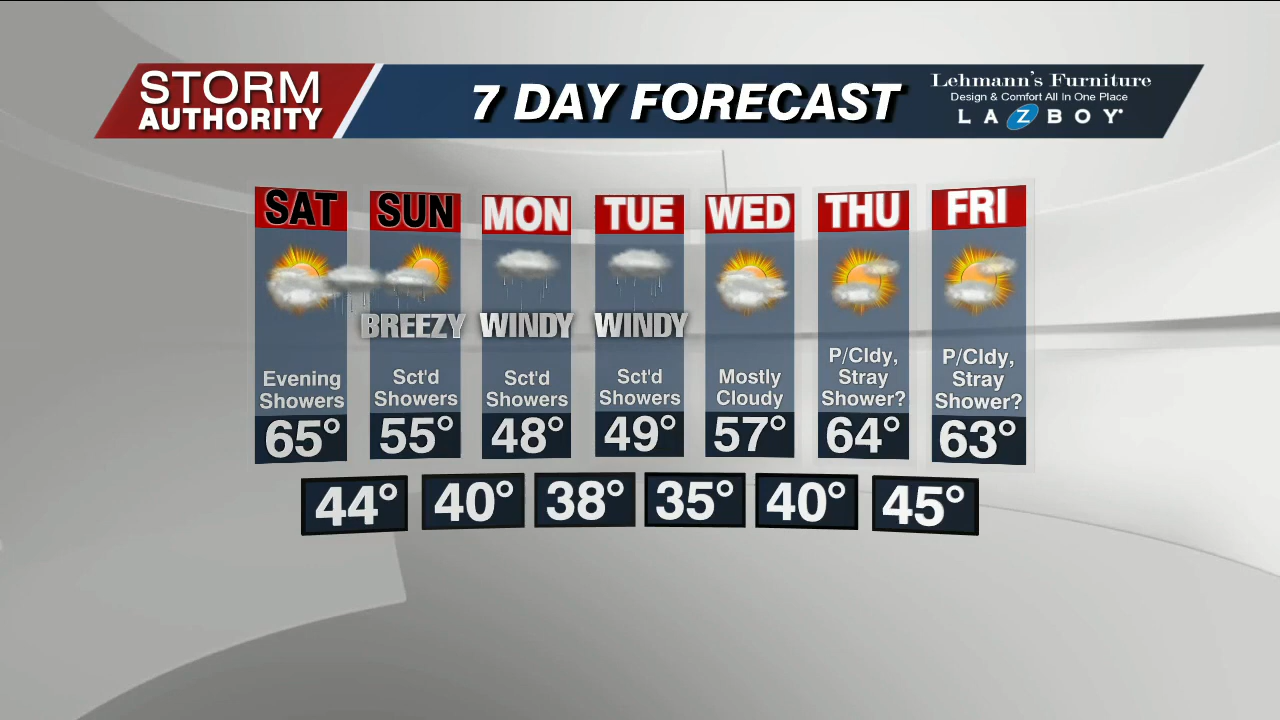 STORM
AUTHORITY
7 DAY FORECAST
Lehmann's Furniture
Design & Comfort All In One Place
LA Z BOY®
SAT SUN MON TUE WED THU FRI
BREEZY WINDY WINDY
Evening
Showers
Sct'd
Showers
Sct'd
Showers
Sct'd
Showers
Mostly
Cloudy
P/Cldy,
Stray
Shower?
P/Cldy,
Stray
Shower?
65° 55° 48° 49° 57° 64° 63°
44° 40° 38° 35° 40° 45°